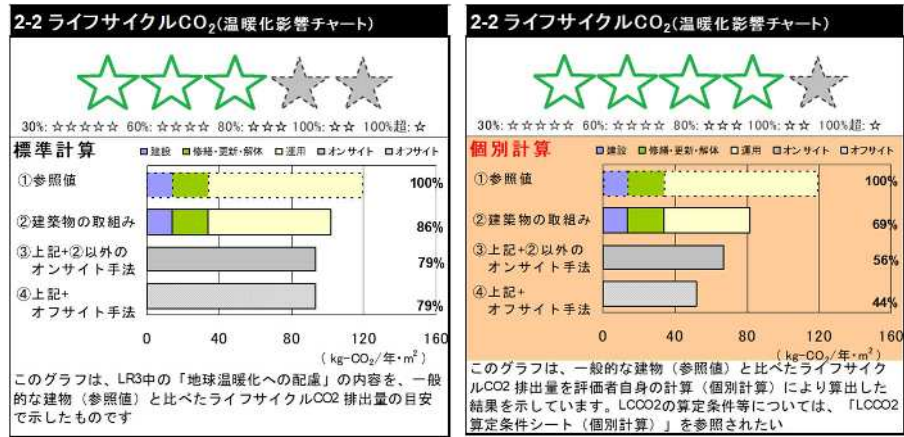 2-2 ライフサイクルCO₂(温暖化影響チャート)
30%: ☆☆☆☆☆ 60%: ☆☆☆☆ 80%: ☆☆☆ 100%: ☆☆ 100%超: ☆
標準計算
建設 修繕・更新・解体 運用 オンサイト オフサイト
①参照値 100%
②建築物の取組み 86%
③上記+②以外の
オンサイト手法 79%
④上記+
オフサイト手法 79%
0 40 80 120 160
(kg-CO₂/年・m²)
このグラフは、LR3中の「地球温暖化への配慮」の内容を、一般
的な建物(参照値)と比べたライフサイクルCO2 排出量の目安
で示したものです
2-2 ライフサイクルCO₂(温暖化影響チャート)
30%: ☆☆☆☆☆ 60%: ☆☆☆☆ 80%: ☆☆☆ 100%: ☆☆ 100%超: ☆
個別計算
建設 修繕・更新・解体 運用 オンサイト オフサイト
①参照値 100%
②建築物の取組み 69%
③上記+②以外の
オンサイト手法 56%
④上記+
オフサイト手法 44%
0 40 80 120 160
(kg-CO₂/年・m²)
このグラフは、一般的な建物(参照値)と比べたライフサイク
ルCO2 排出量を評価者自身の計算(個別計算)により算出した
結果を示しています。LCCO2の算定条件等については、「LCCO2
算定条件シート(個別計算)」を参照されたい